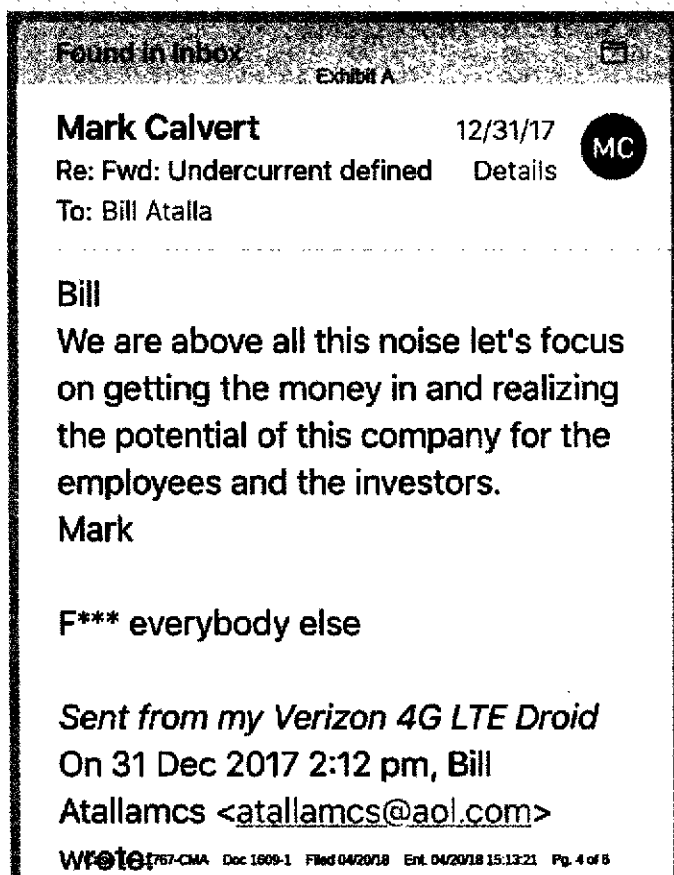 Found in Inbox
Exhibit A
Mark Calvert 12/31/17 MC
Re: Fwd: Undercurrent defined Details
To: Bill Atalla
Bill
We are above all this noise let's focus
on getting the money in and realizing
the potential of this company for the
employees and the investors.
Mark
F*** everybody else
Sent from my Verizon 4G LTE Droid
On 31 Dec 2017 2:12 pm, Bill
Atallamcs <atallamcs@aol.com>
wrote:
767-CMA Doc 1609-1 Filed 04/20/18 Ent. 04/20/18 15:13:21 Pg. 4 of 6